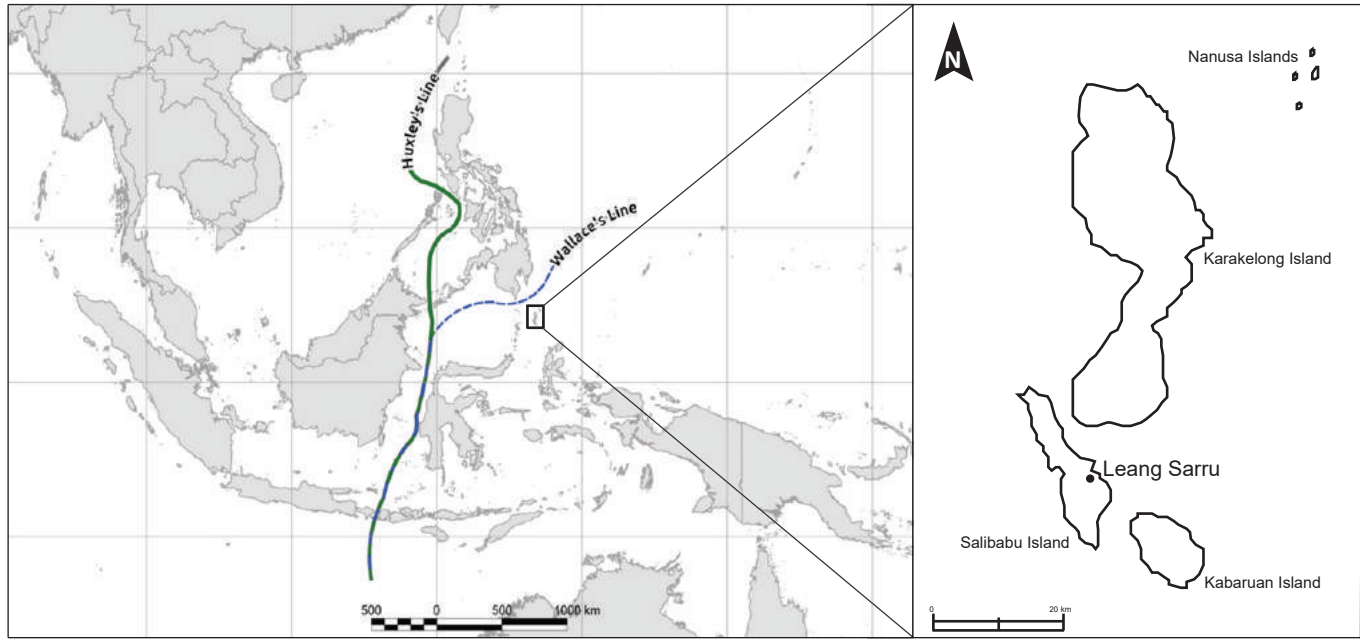 Huxley's Line
Wallace's Line
500 0 500 1000 km
N
Nanusa Islands
Karakelong Island
Leang Sarru
Salibabu Island
Kabaruan Island
0 20 km